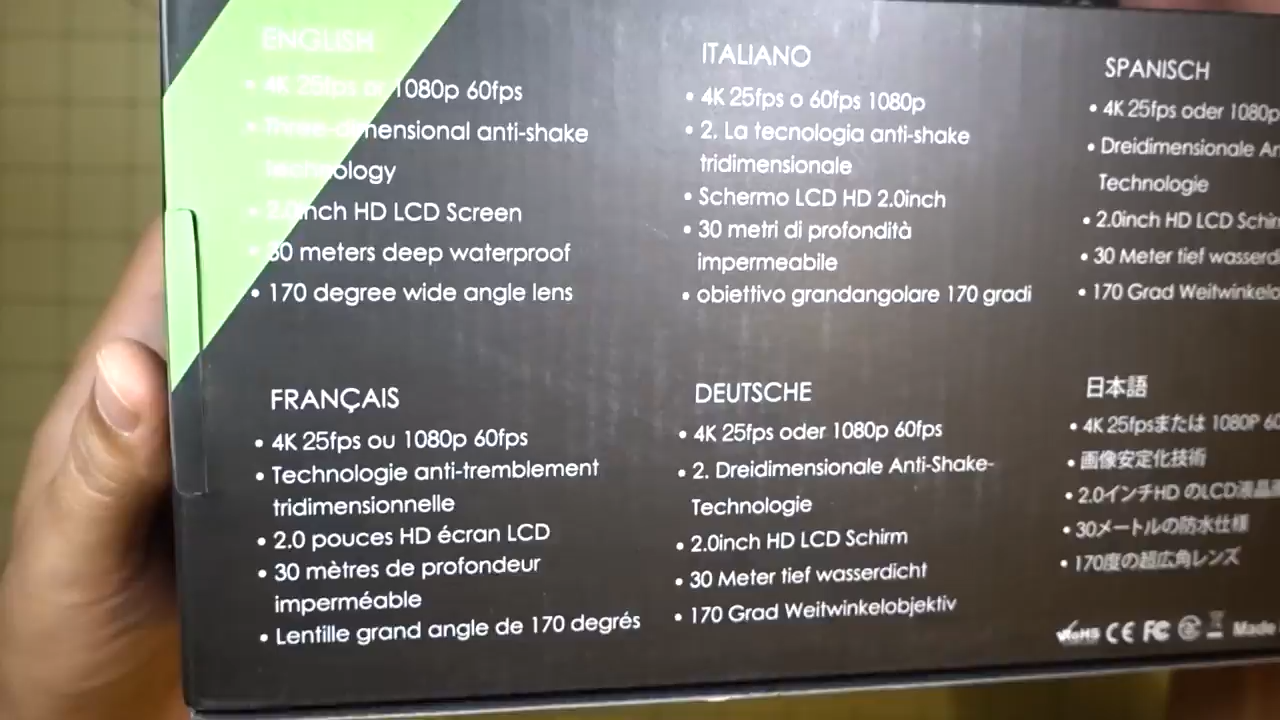 ENGLISH
• 4K 25fps or 1080p 60fps
• Three-dimensional anti-shake
technology
• 2.0inch HD LCD Screen
• 30 meters deep waterproof
• 170 degree wide angle lens
ITALIANO
• 4K 25fps o 60fps 1080p
• 2. La tecnologia anti-shake
tridimensionale
• Schermo LCD HD 2.0inch
• 30 metri di profondità
impermeabile
• obiettivo grandangolare 170 gradi
SPANISCH
• 4K 25fps oder 1080p
• Dreidimensionale
Technologie
• 2.0inch HD LCD
• 30 Meter tief
• 170 Grad
FRANÇAIS
• 4K 25fps ou 1080p 60fps
• Technologie anti-tremblement
tridimensionnelle
• 2.0 pouces HD écran LCD
• 30 mètres de profondeur
imperméable
• Lentille grand angle de 170 degrés
DEUTSCHE
• 4K 25fps oder 1080p 60fps
• 2. Dreidimensionale Anti-Shake-
Technologie
• 2.0inch HD LCD Schirm
• 30 Meter tief wasserdicht
• 170 Grad Weitwinkelobjektiv
日本語
• 4K 25fpsまたは 1080P 60
• 画像安定化技術
• 2.0インチHD のLCD液晶
• 30メートルの防水仕様
• 170度の超広角レンズ
RoHS CE FC Made